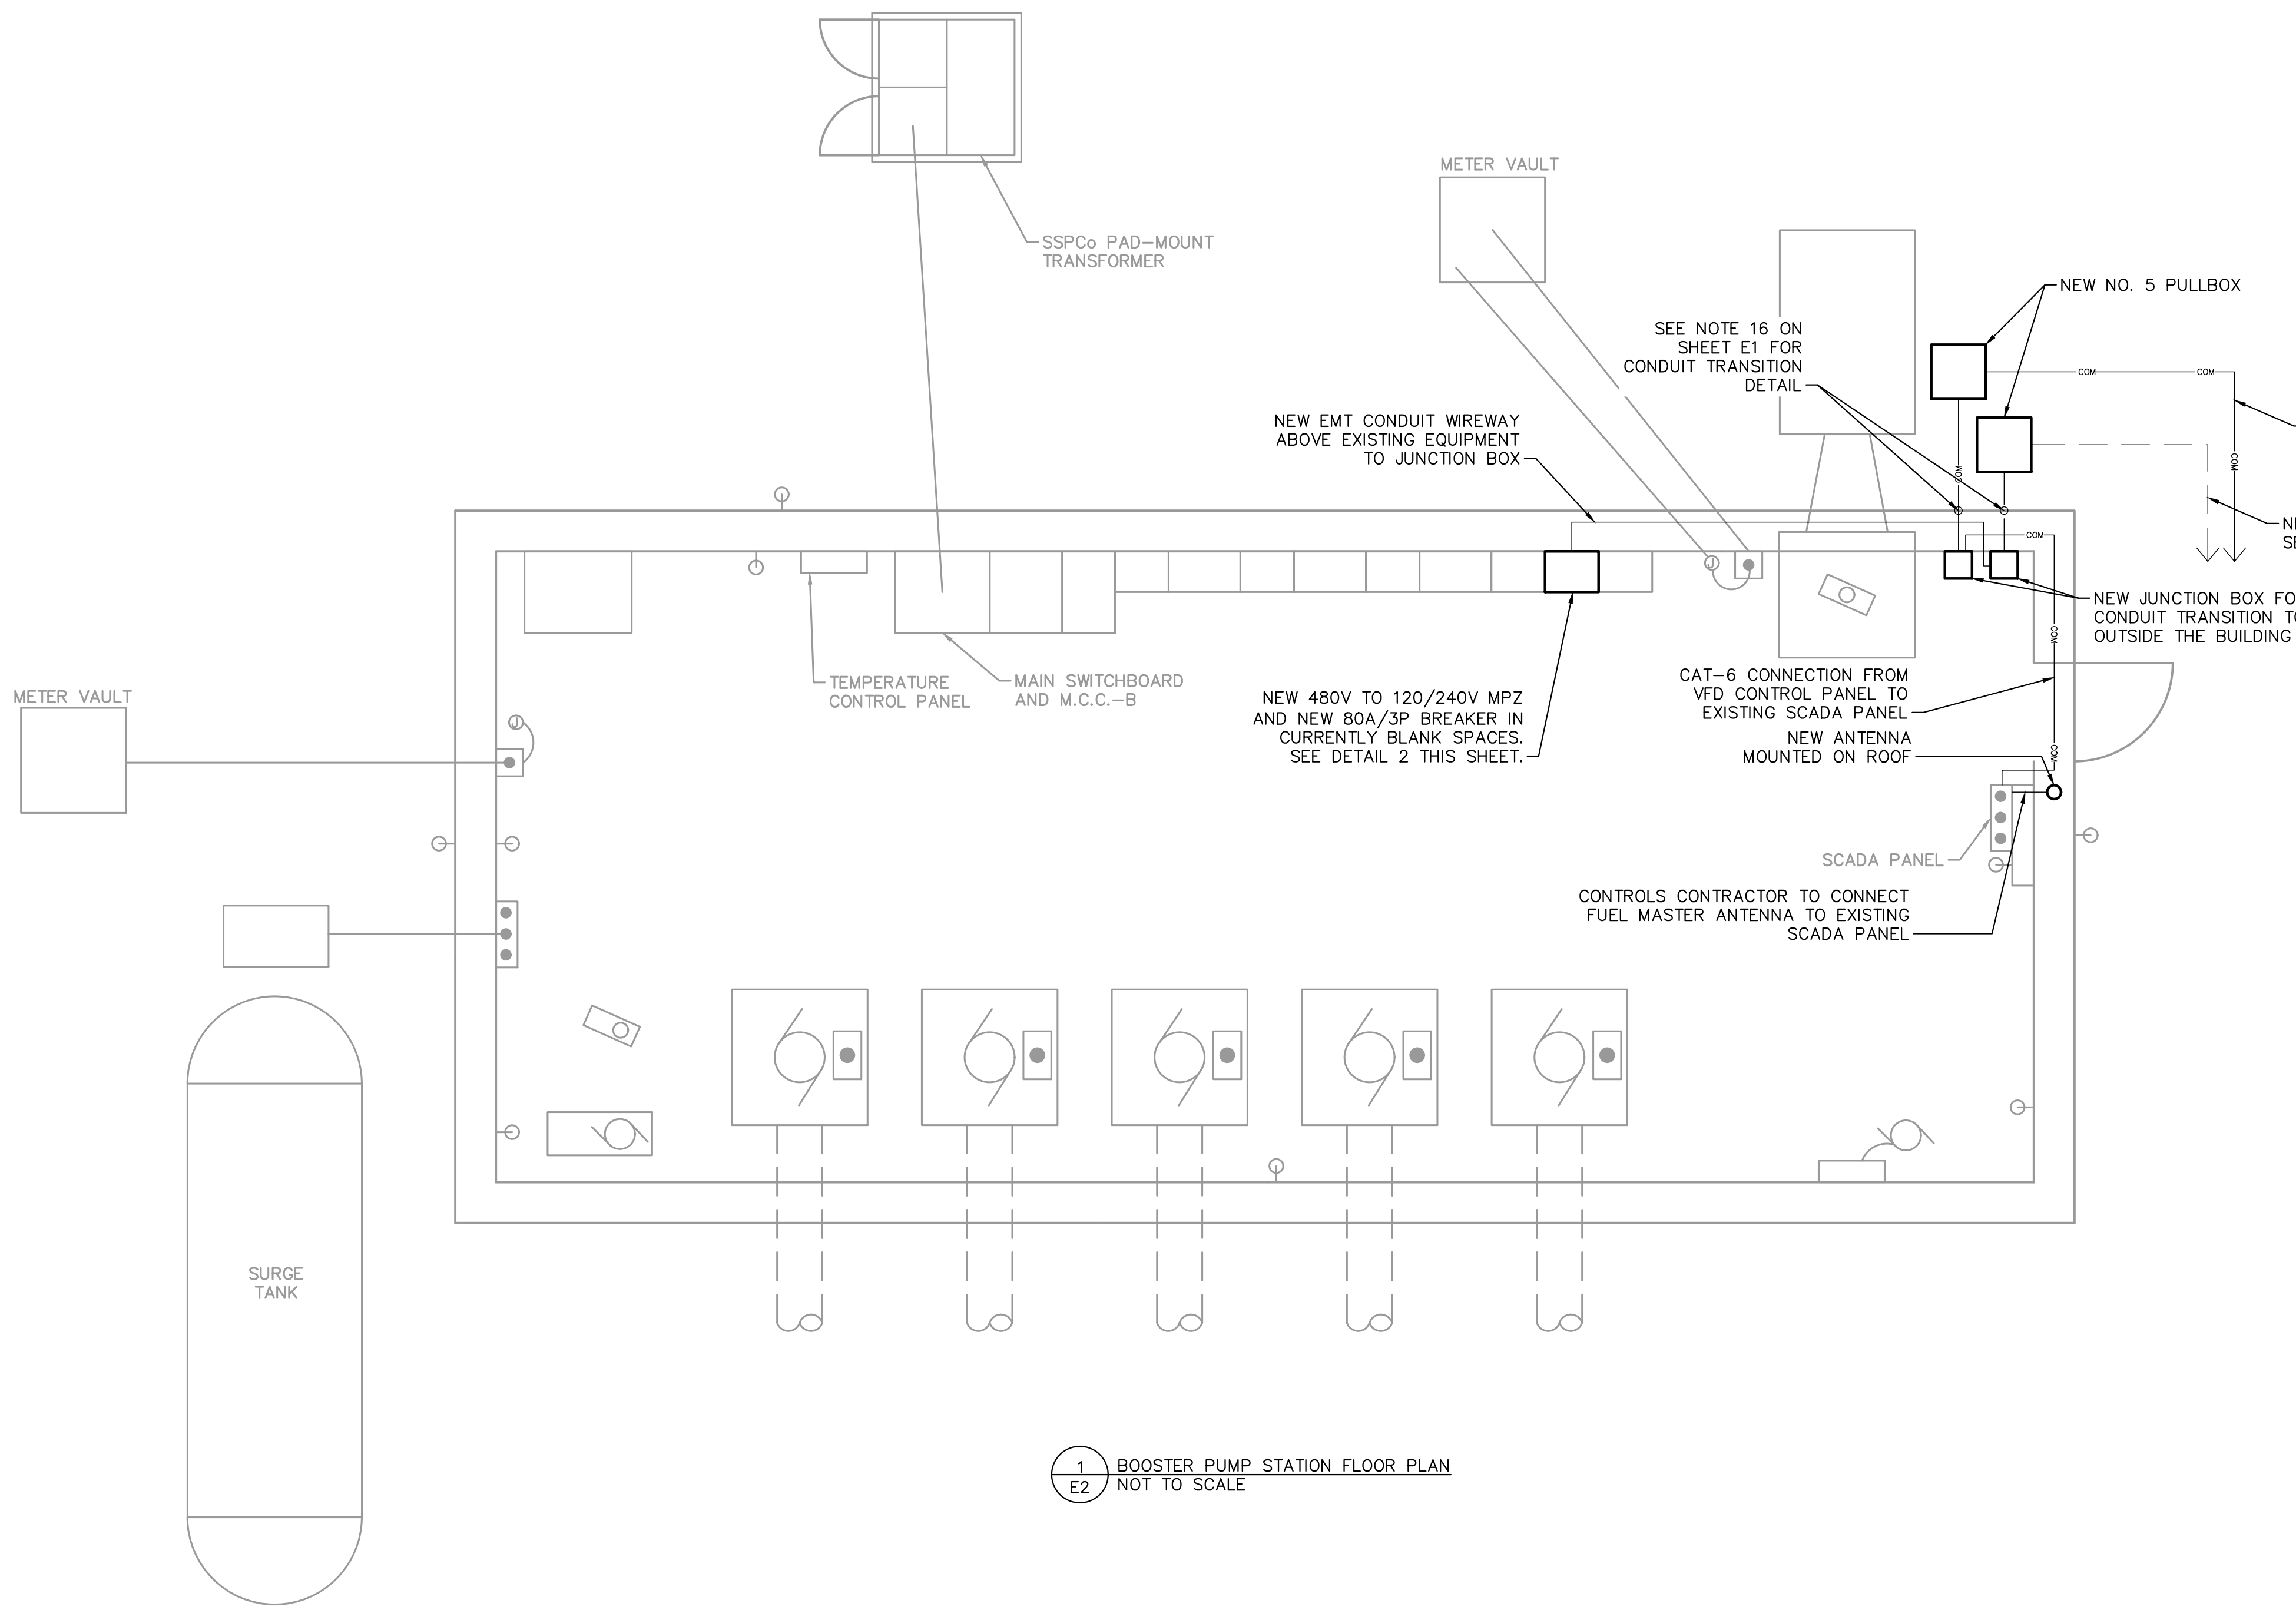 METER VAULT
SSPCo PAD-MOUNT
TRANSFORMER
NEW NO. 5 PULLBOX
SEE NOTE 16 ON
SHEET E1 FOR
CONDUIT TRANSITION
DETAIL
COM
COM
COM
COM
NEW EMT CONDUIT WIREWAY
ABOVE EXISTING EQUIPMENT
TO JUNCTION BOX
COM
J
NEW JUNCTION BOX FO
CONDUIT TRANSITION TO
OUTSIDE THE BUILDING
COM
TEMPERATURE
CONTROL PANEL
MAIN SWITCHBOARD
AND M.C.C.-B
NEW 480V TO 120/240V MPZ
AND NEW 80A/3P BREAKER IN
CURRENTLY BLANK SPACES.
SEE DETAIL 2 THIS SHEET.
CAT-6 CONNECTION FROM
VFD CONTROL PANEL TO
EXISTING SCADA PANEL
NEW ANTENNA
MOUNTED ON ROOF
COM
METER VAULT
J
SCADA PANEL
CONTROLS CONTRACTOR TO CONNECT
FUEL MASTER ANTENNA TO EXISTING
SCADA PANEL
SURGE
TANK
1
E2
BOOSTER PUMP STATION FLOOR PLAN
NOT TO SCALE